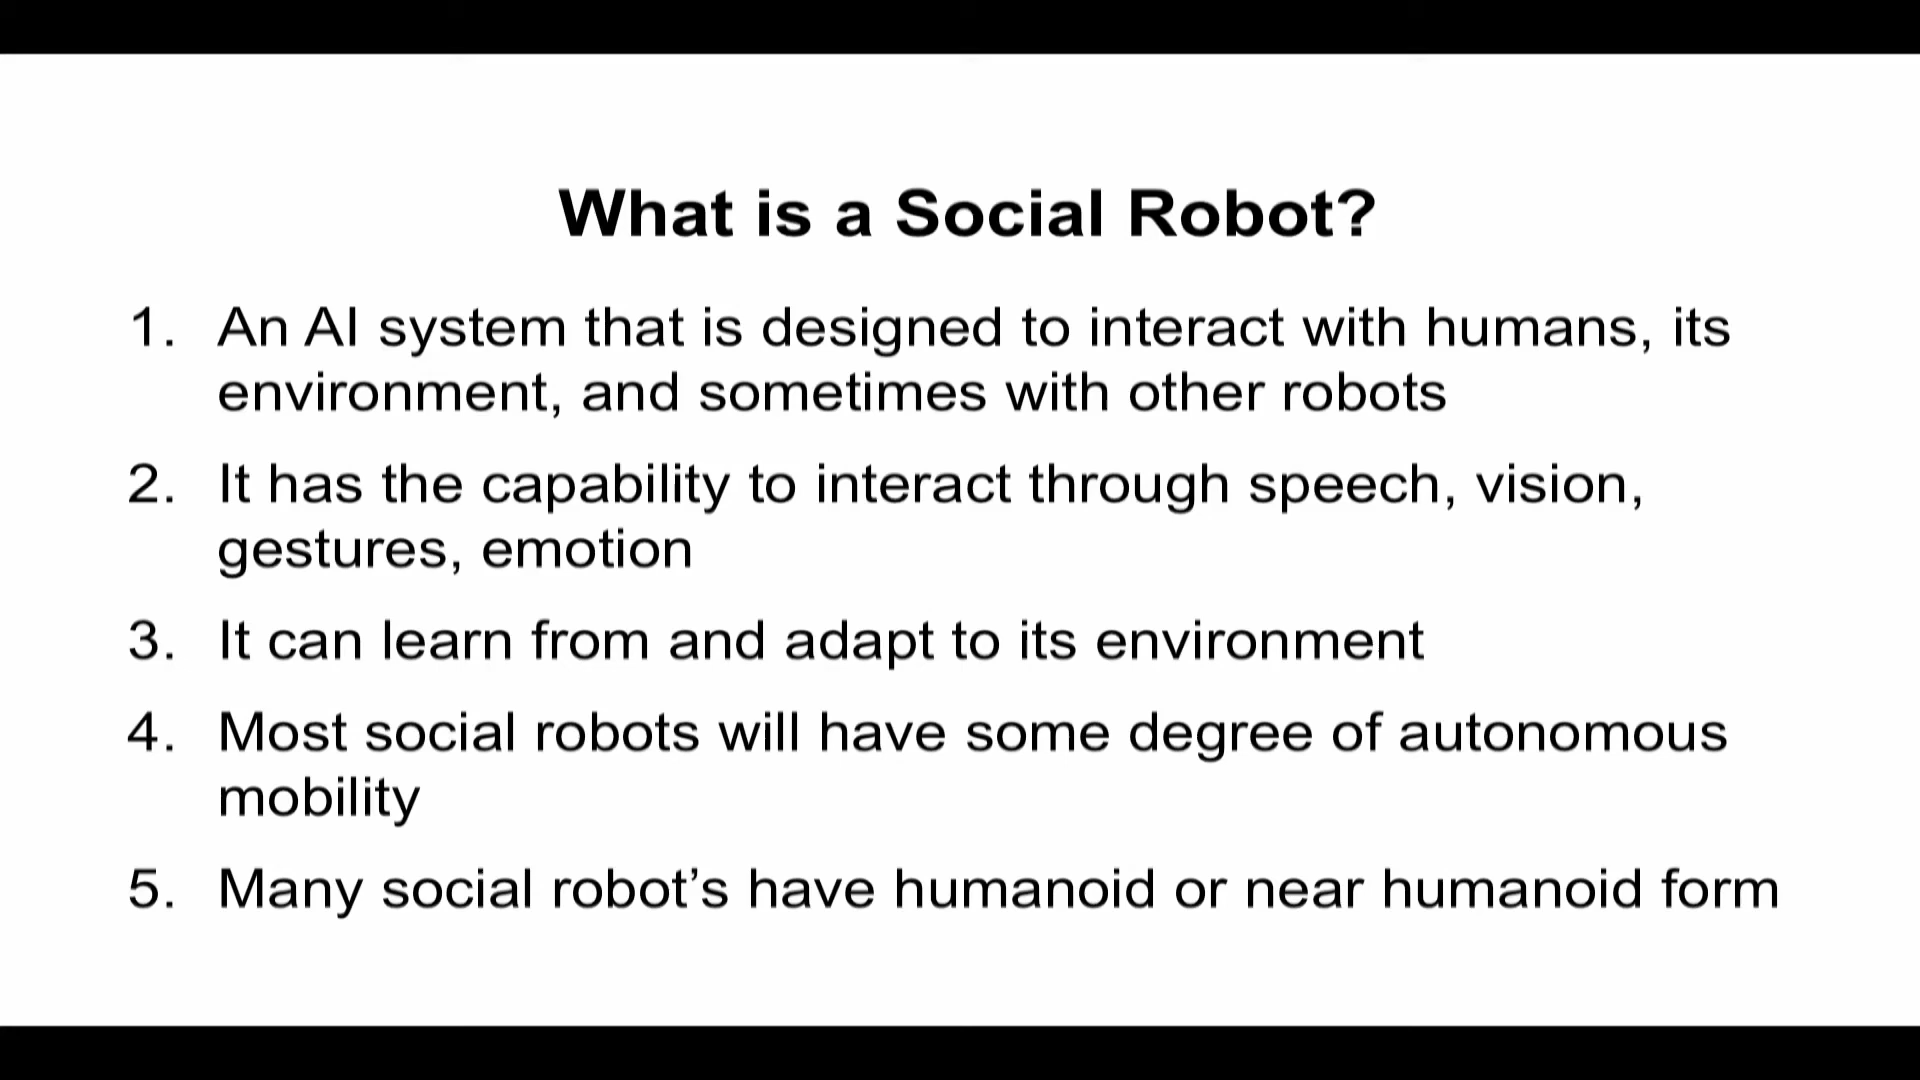 What is a Social Robot?
1. An AI system that is designed to interact with humans, its
environment, and sometimes with other robots
2. It has the capability to interact through speech, vision,
gestures, emotion
3. It can learn from and adapt to its environment
4. Most social robots will have some degree of autonomous
mobility
5. Many social robot’s have humanoid or near humanoid form